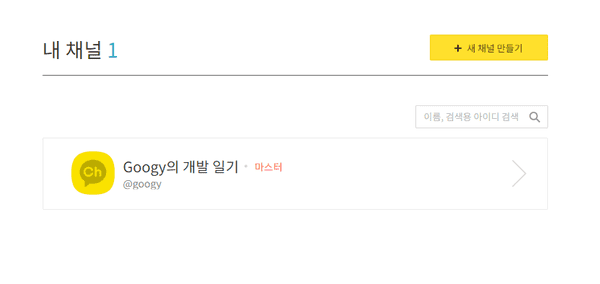 내 채널 1
+ 새 채널 만들기
이름, 검색용 아이디 검색
Ch
Googy의 개발 일기 • 마스터
@googy